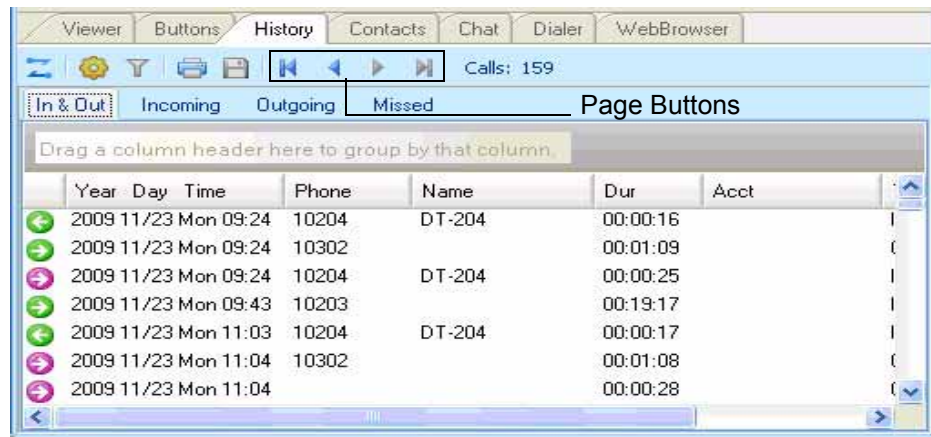 Viewer Buttons History Contacts Chat Dialer WebBrowser
Calls: 159
In & Out Incoming Outgoing Missed
Page Buttons
Drag a column header here to group by that column.
Year Day Time Phone Name Dur Acct
2009 11/23 Mon 09:24 10204 DT-204 00:00:16
2009 11/23 Mon 09:24 10302 00:01:09
2009 11/23 Mon 09:24 10204 DT-204 00:00:25
2009 11/23 Mon 09:43 10203 00:19:17
2009 11/23 Mon 11:03 10204 DT-204 00:00:17
2009 11/23 Mon 11:04 10302 00:01:08
2009 11/23 Mon 11:04 00:00:28